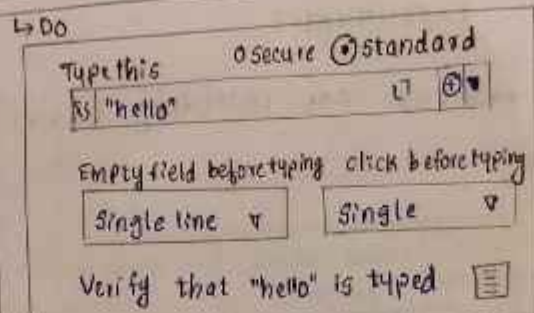 ↳ DO
Type this o secure ⊙ standard
"hello"
Empty field before typing click before typing
Single line ▿ Single ▿
Verify that "hello" is typed